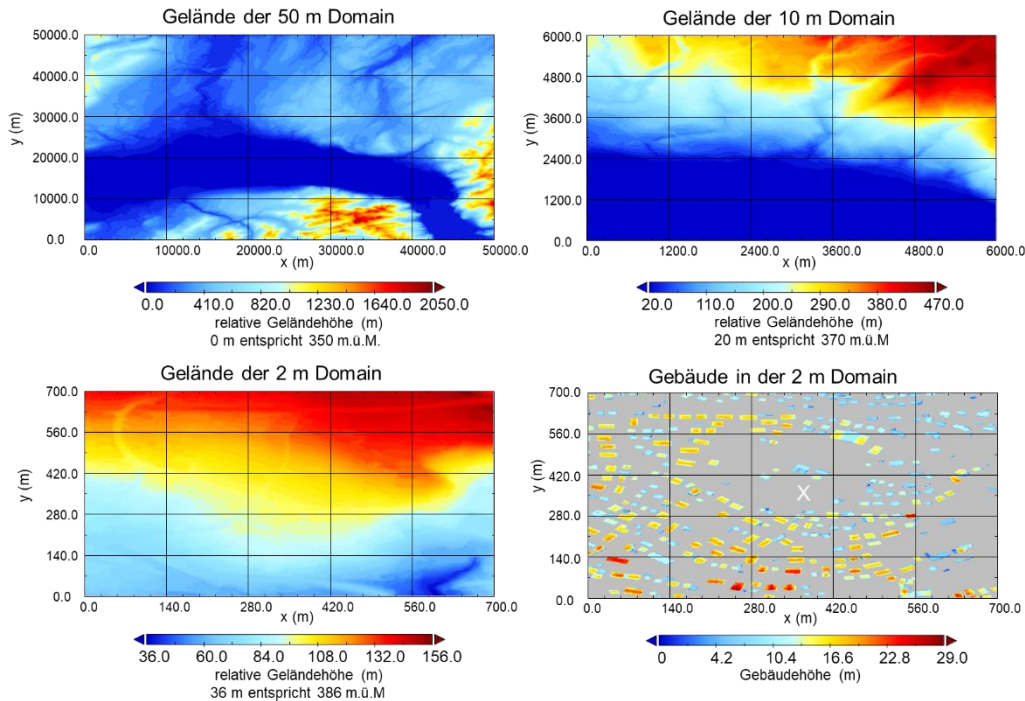 Gelände der 50 m Domain
50000.0
40000.0
30000.0
20000.0
10000.0
0.0
y (m)
0.0 10000.0 20000.0 30000.0 40000.0 50000.0
x (m)
0.0 410.0 820.0 1230.0 1640.0 2050.0
relative Geländehöhe (m)
0 m entspricht 350 m.ü.M.
Gelände der 10 m Domain
6000.0
4800.0
3600.0
2400.0
1200.0
0.0
y (m)
0.0 1200.0 2400.0 3600.0 4800.0 6000.0
x (m)
20.0 110.0 200.0 290.0 380.0 470.0
relative Geländehöhe (m)
20 m entspricht 370 m.ü.M
Gelände der 2 m Domain
700.0
560.0
420.0
280.0
140.0
0.0
y (m)
0.0 140.0 280.0 420.0 560.0 700.0
x (m)
36.0 60.0 84.0 108.0 132.0 156.0
relative Geländehöhe (m)
36 m entspricht 386 m.ü.M
Gebäude in der 2 m Domain
700.0
560.0
420.0
280.0
140.0
0.0
y (m)
X
0.0 140.0 280.0 420.0 560.0 700.0
x (m)
0 4.2 10.4 16.6 22.8 29.0
Gebäudehöhe (m)